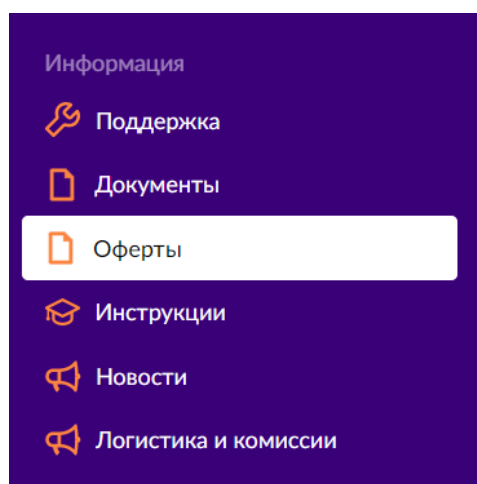 Информация
Поддержка
Документы
Оферты
Инструкции
Новости
Логистика и комиссии